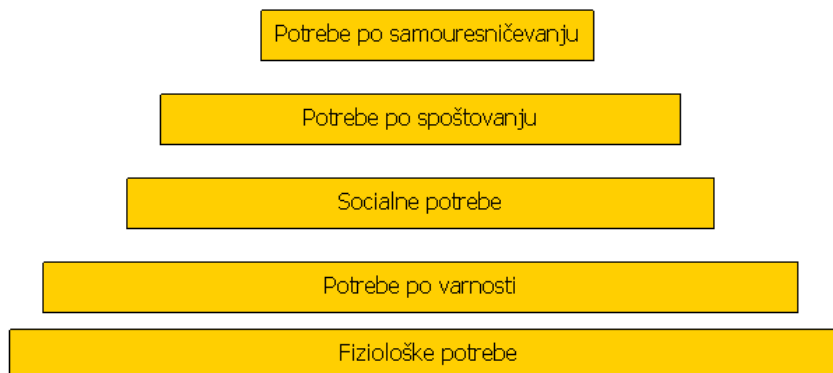 Potrebe po samouresničevanju
Potrebe po spoštovanju
Socialne potrebe
Potrebe po varnosti
Fiziološke potrebe